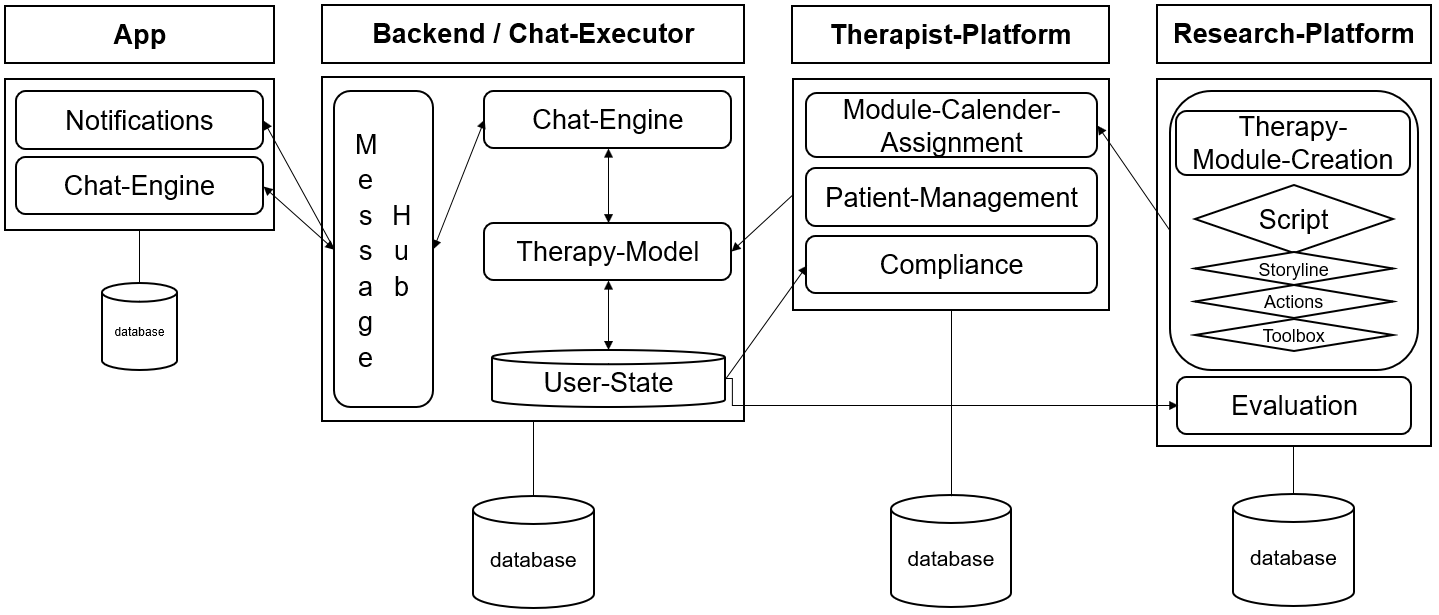 App
Backend / Chat-Executor
Therapist-Platform
Research-Platform
Notifications
Chat-Engine
database
Message
Hub
Chat-Engine
Therapy-Model
User-State
database
Module-Calender-
Assignment
Patient-Management
Compliance
database
Therapy-
Module-Creation
Script
Storyline
Actions
Toolbox
Evaluation
database